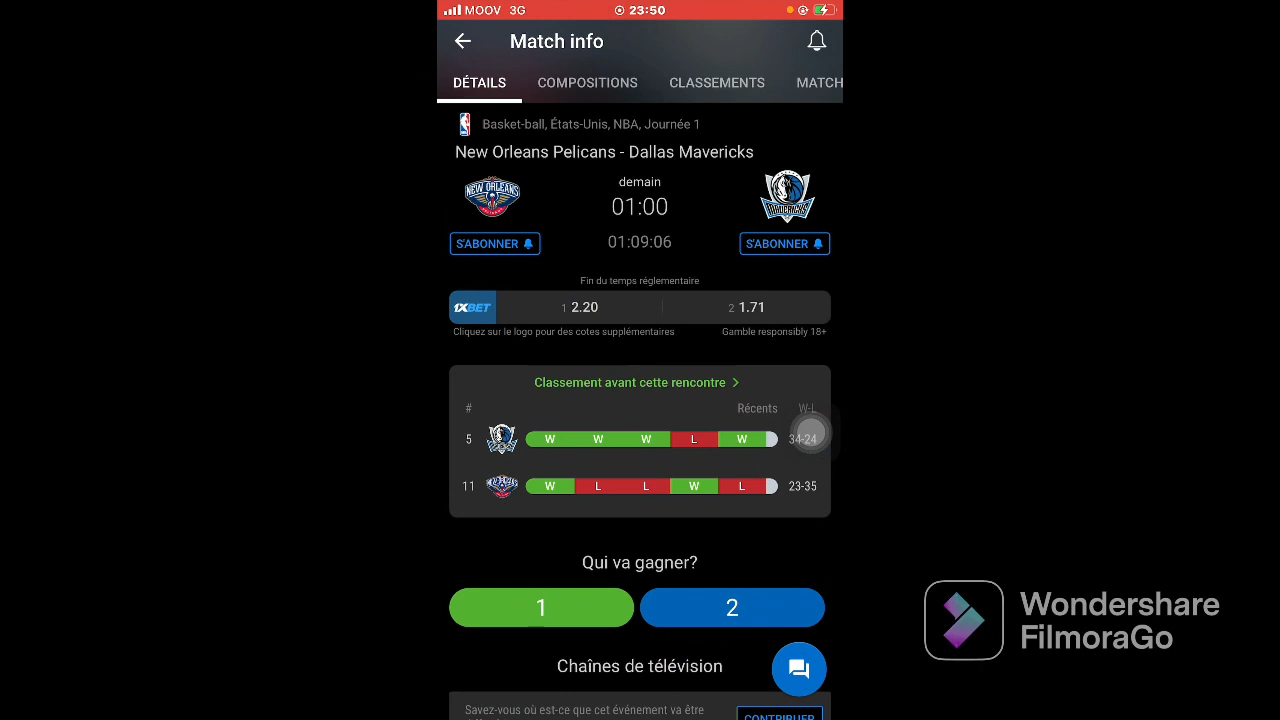 MOOV 3G 23:50
Match info
DÉTAILS COMPOSITIONS CLASSEMENTS MATCH
Basket-ball, États-Unis, NBA, Journée 1
New Orleans Pelicans - Dallas Mavericks
demain
NEW ORLEANS
PELICANS
MAVERICKS
01:00
S'ABONNER 01:09:06 S'ABONNER
Fin du temps réglementaire
1XBET 1 2.20 2 1.71
Cliquez sur le logo pour des cotes supplémentaires Gamble responsibly 18+
Classement avant cette rencontre >
# Récents W-L
5 W W W L W 34-24
11 W L L W L 23-35
Qui va gagner?
1 2
Chaînes de télévision
Savez-vous où est-ce que cet événement va être
CONTRIBUER
Wondershare
FilmoraGo